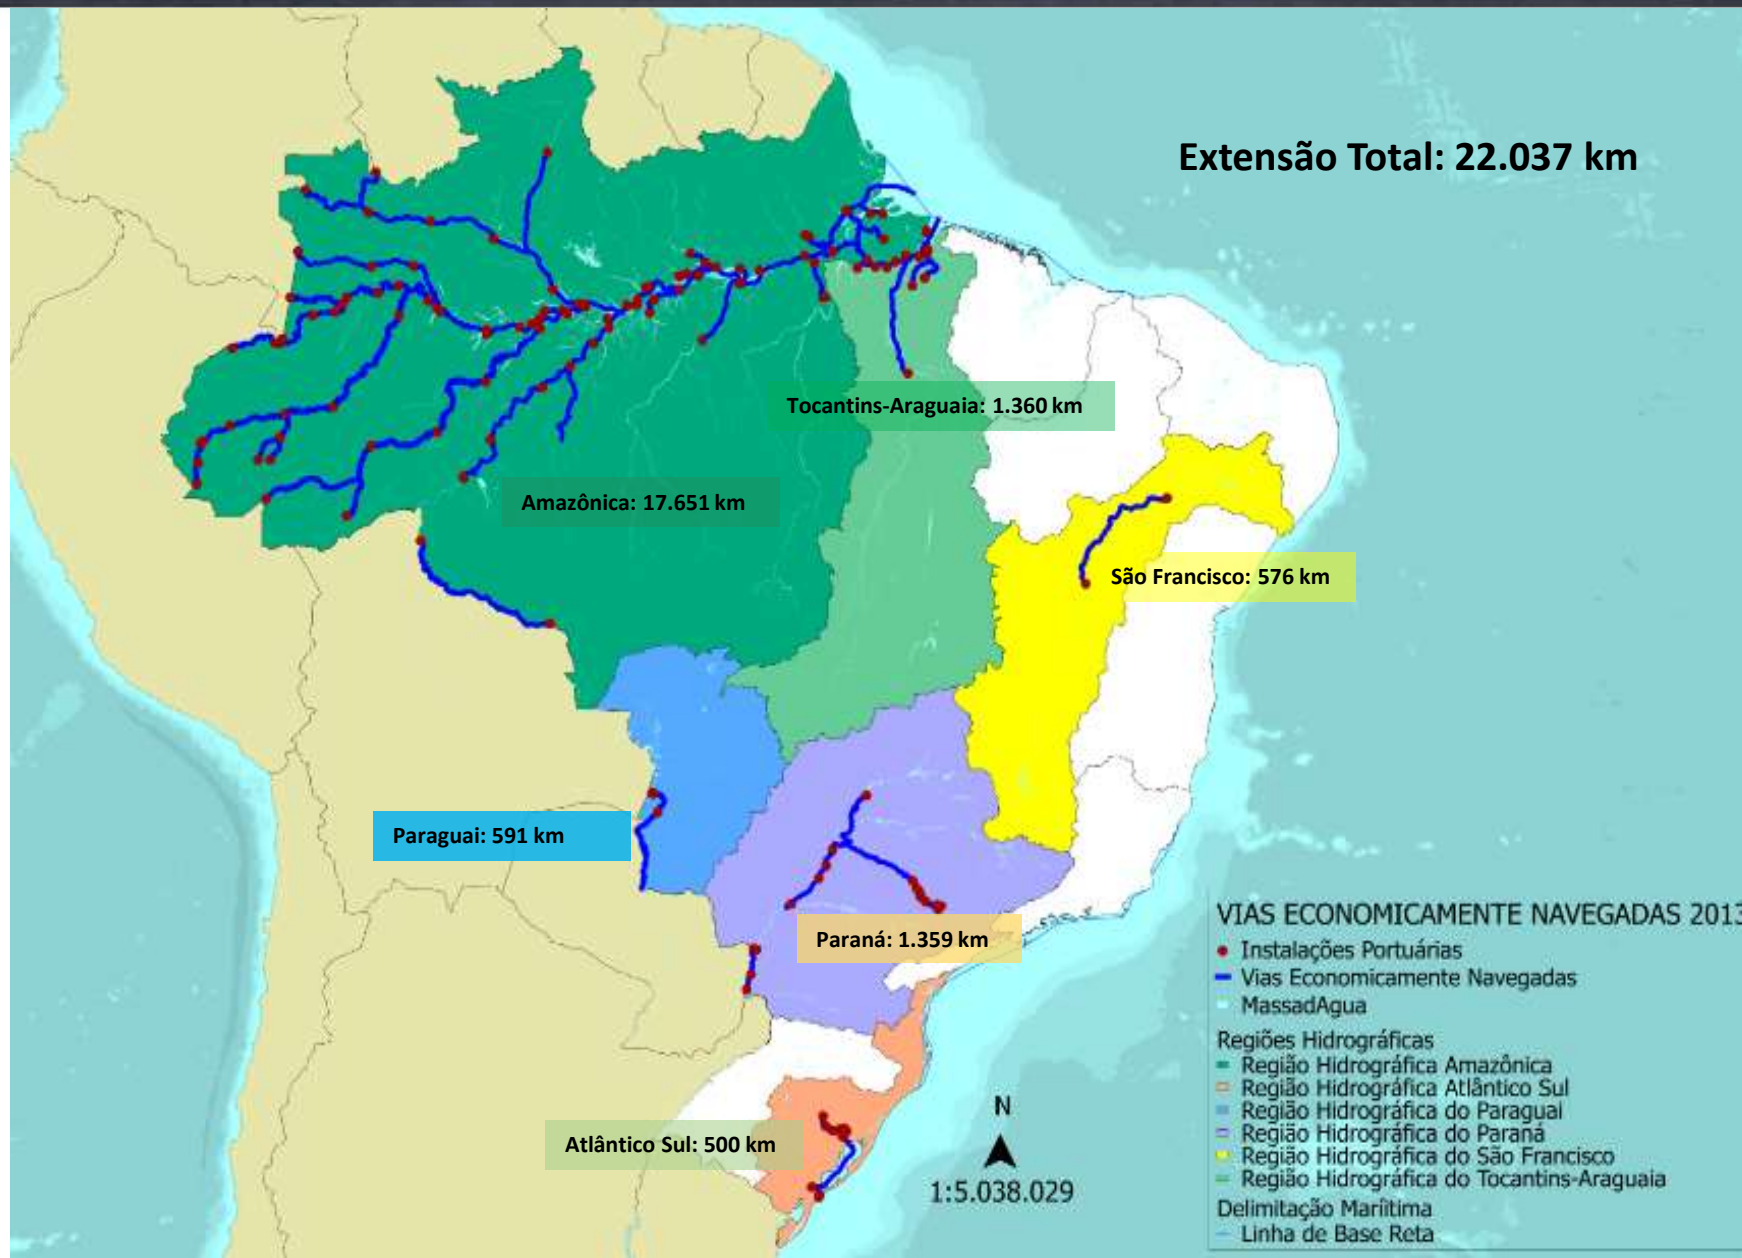 Extensão Total: 22.037 km
Tocantins-Araguaia: 1.360 km
Amazônica: 17.651 km
São Francisco: 576 km
Paraguai: 591 km
Paraná: 1.359 km
Atlântico Sul: 500 km
N
1:5.038.029
VIAS ECONOMICAMENTE NAVEGADAS 2013
Instalações Portuárias
Vias Economicamente Navegadas
MassadAgua
Regiões Hidrográficas
Região Hidrográfica Amazônica
Região Hidrográfica Atlântico Sul
Região Hidrográfica do Paraguai
Região Hidrográfica do Paraná
Região Hidrográfica do São Francisco
Região Hidrográfica do Tocantins-Araguaia
Delimitação Maríitima
Linha de Base Reta